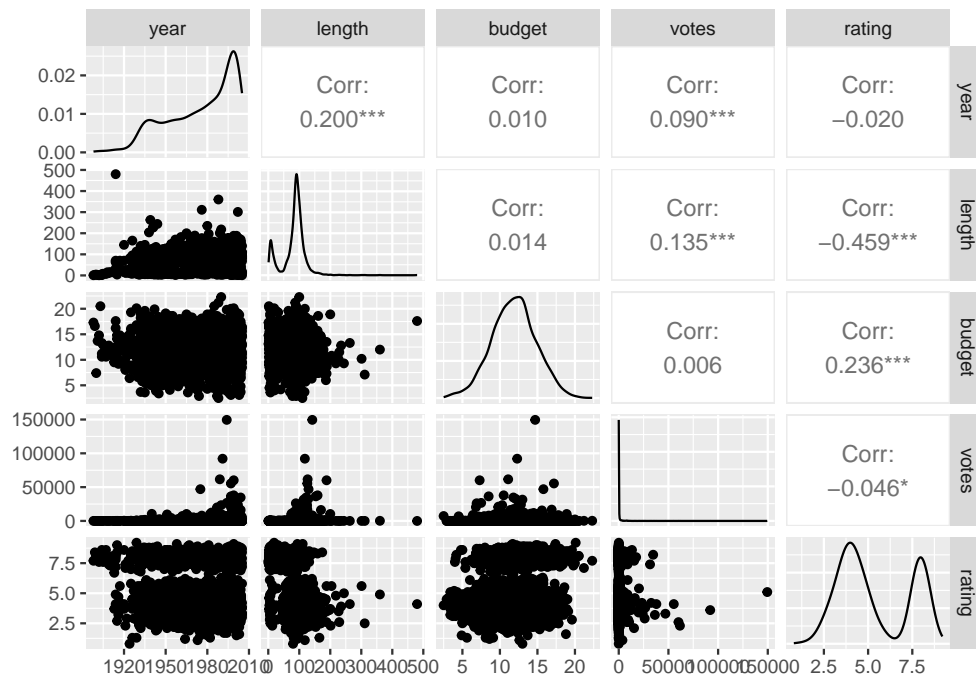 year length budget votes rating
0.02
0.01
0.00
Corr:
0.200***
Corr:
0.010
Corr:
0.090***
Corr:
−0.020
year
500
400
300
200
100
0
Corr:
0.014
Corr:
0.135***
Corr:
−0.459***
length
20
15
10
5
Corr:
0.006
Corr:
0.236***
budget
150000
100000
50000
0
Corr:
−0.046*
votes
7.5
5.0
2.5
rating
1920 1950 1980 2010 0 100 200 300 400 500 5 10 15 20 0 50000 100000 150000 2.5 5.0 7.5